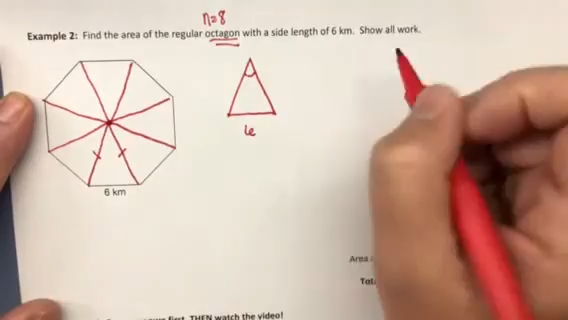 n=8
Example 2: Find the area of the regular octagon with a side length of 6 km. Show all work.
6
6 km
Area
Tot
first, THEN watch the video!